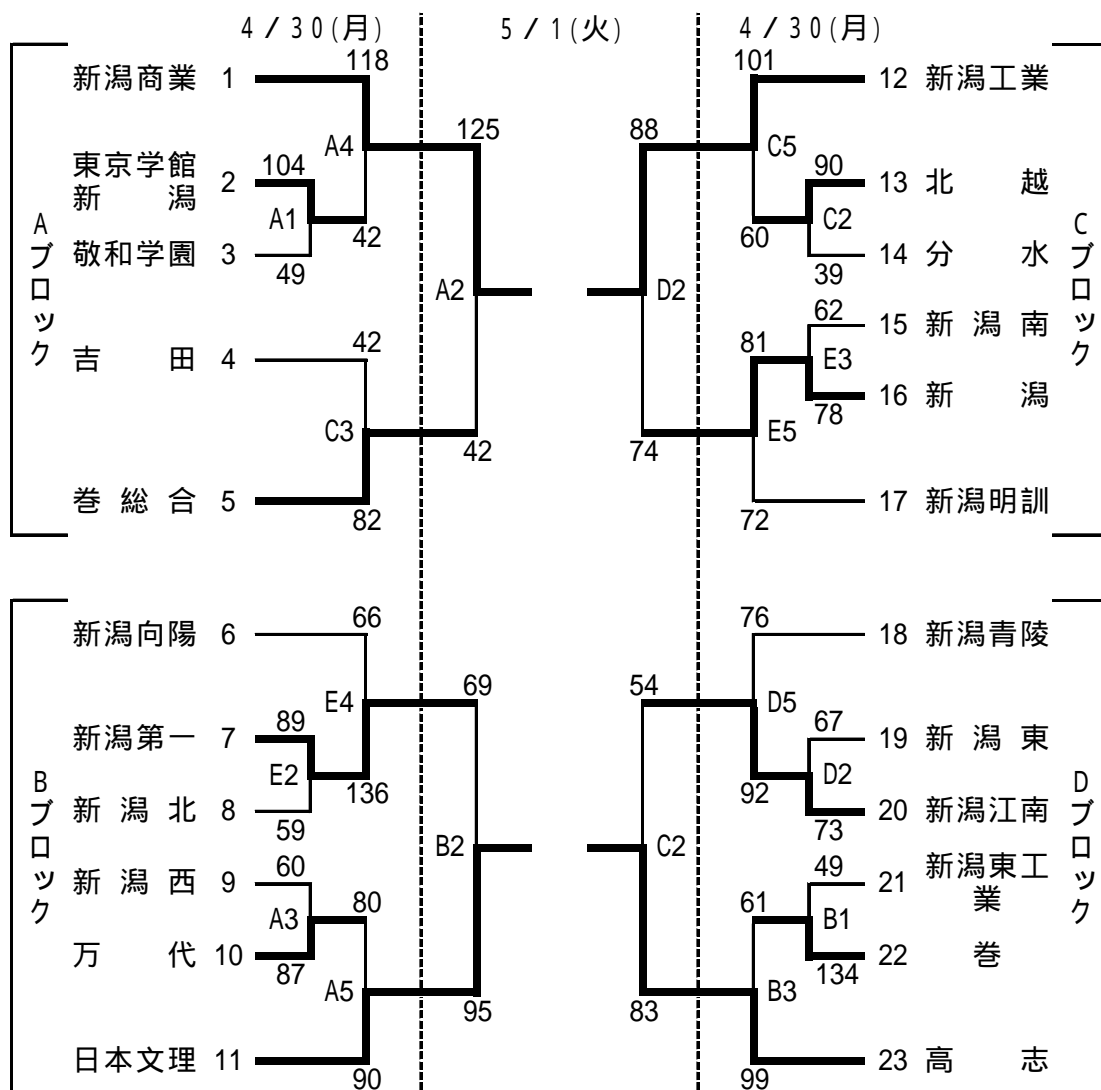 4/30(月) 5/1(火) 4/30(月)
Aブロック
118
新潟商業 1
A4
125
東京学館
新潟 2
104
A1
敬和学園 3
49
42
A2
吉田 4
42
C3
42
巻総合 5
82
101
12 新潟工業
88
C5
90
13 北越
C2
60
14 分水
39
D2
62
15 新潟南
81
E3
16 新潟
78
E5
74
17 新潟明訓
72
Cブロック
Bブロック
66
新潟向陽 6
E4
69
新潟第一 7
89
E2
136
新潟北 8
59
B2
60
新潟西 9
80
A3
万代 10
87
A5
95
日本文理 11
90
76
18 新潟青陵
54
D5
67
19 新潟東
D2
92
20 新潟江南
73
C2
49
21 新潟東工
業
61
B1
22 巻
134
B3
83
23 高志
99
Dブロック